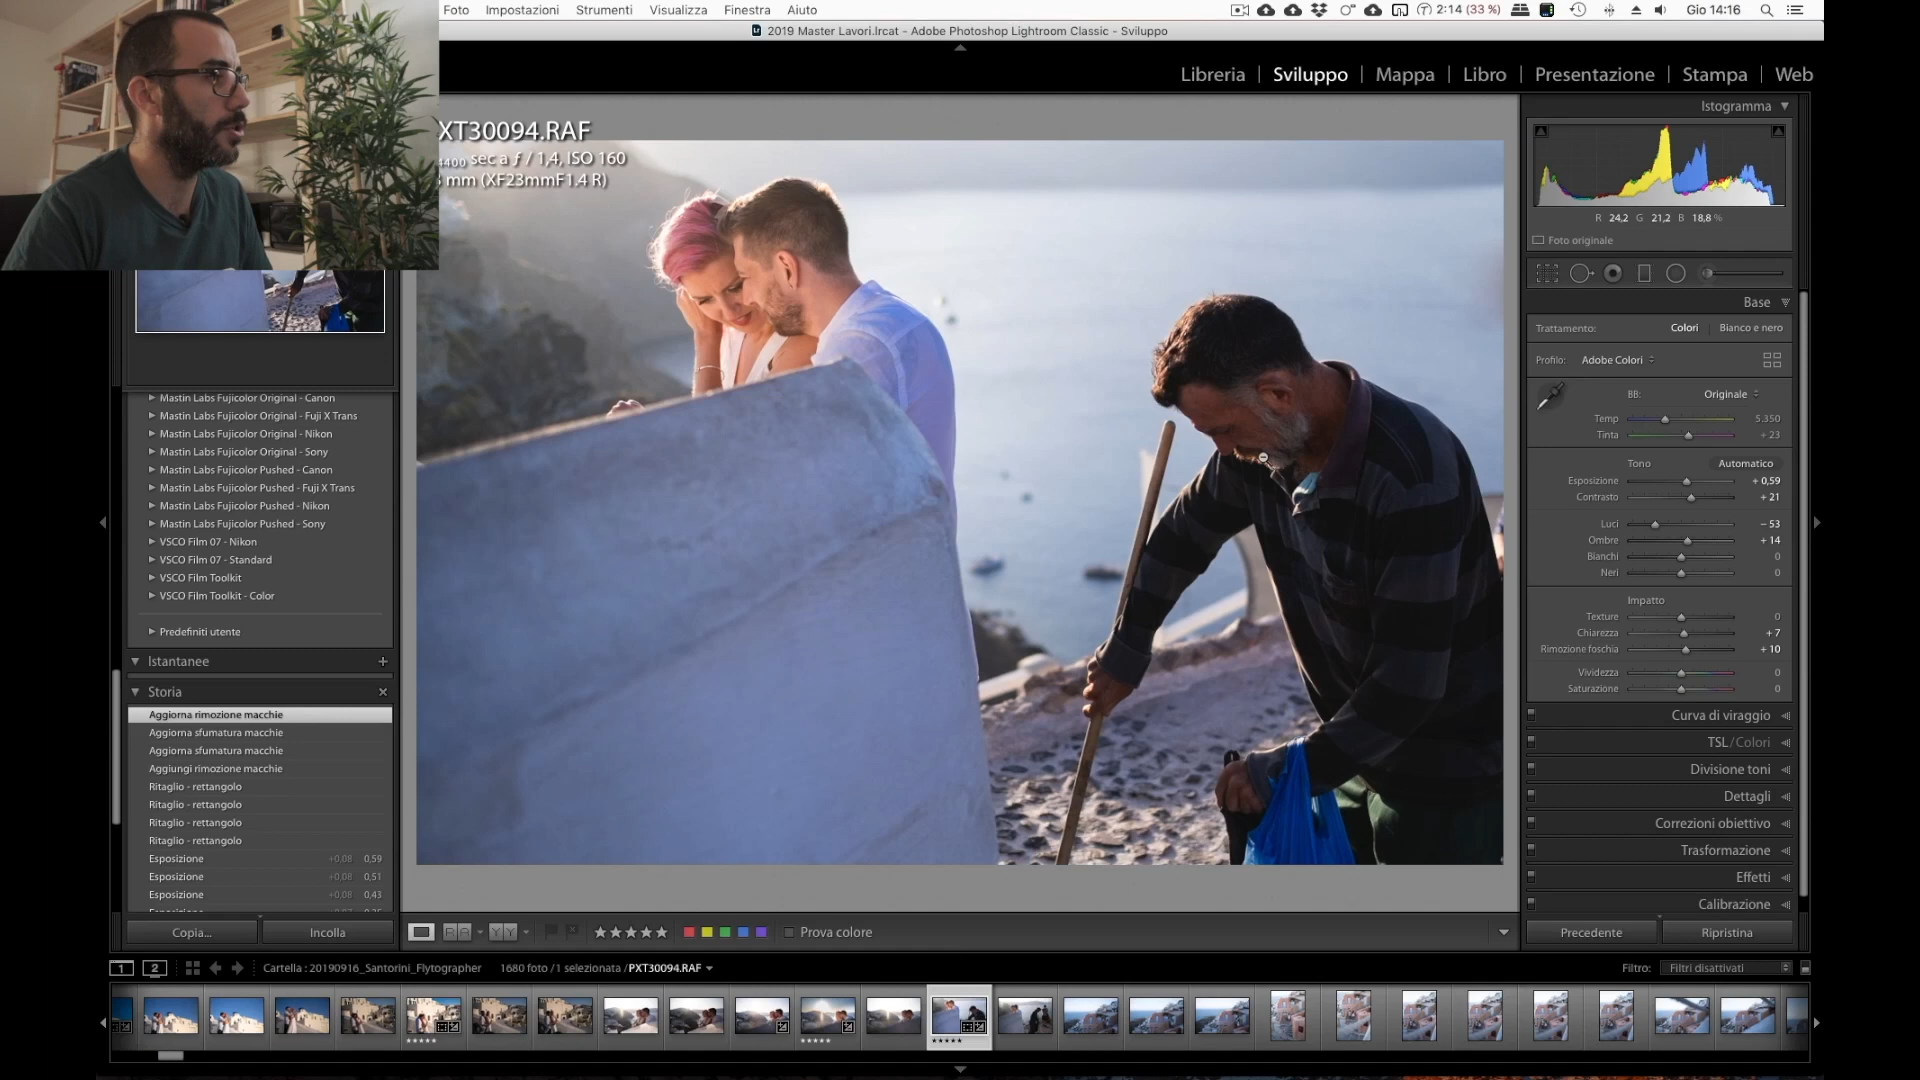 Foto Impostazioni Strumenti Visualizza Finestra Aiuto
2:14 (33 %)
Gio 14:16
2019 Master Lavori.lrcat - Adobe Photoshop Lightroom Classic - Sviluppo
Libreria | Sviluppo | Mappa | Libro | Presentazione | Stampa | Web
XT30094.RAF
sec a ƒ / 1,4, ISO 160
mm (XF23mmF1.4 R)
Istogramma
R 24,2 G 21,2 B 18,8 %
Foto originale
Base
Trattamento: Colori | Bianco e nero
Profilo: Adobe Colori
BB: Originale
Temp 5.350
Tinta + 23
Tono Automatico
Esposizione + 0,59
Contrasto + 21
Luci − 53
Ombre + 14
Bianchi 0
Neri 0
Impatto
Texture 0
Chiarezza + 7
Rimozione foschia + 10
Vividezza 0
Saturazione 0
Curva di viraggio
TSL / Colori
Divisione toni
Dettagli
Correzioni obiettivo
Trasformazione
Effetti
Calibrazione
Precedente Ripristina
Mastin Labs Fujicolor Original - Canon
Mastin Labs Fujicolor Original - Fuji X Trans
Mastin Labs Fujicolor Original - Nikon
Mastin Labs Fujicolor Original - Sony
Mastin Labs Fujicolor Pushed - Canon
Mastin Labs Fujicolor Pushed - Fuji X Trans
Mastin Labs Fujicolor Pushed - Nikon
Mastin Labs Fujicolor Pushed - Sony
VSCO Film 07 - Nikon
VSCO Film 07 - Standard
VSCO Film Toolkit
VSCO Film Toolkit - Color
Predefiniti utente
Istantanee
Storia
Aggiorna rimozione macchie
Aggiorna sfumatura macchie
Aggiorna sfumatura macchie
Aggiungi rimozione macchie
Ritaglio - rettangolo
Ritaglio - rettangolo
Ritaglio - rettangolo
Ritaglio - rettangolo
Esposizione +0,08 0,59
Esposizione +0,08 0,51
Esposizione +0,08 0,43
Copia... Incolla
Prova colore
1 2 Cartella : 20190916_Santorini_Flytographer 1680 foto /1 selezionata /PXT30094.RAF
Filtro: Filtri disattivati